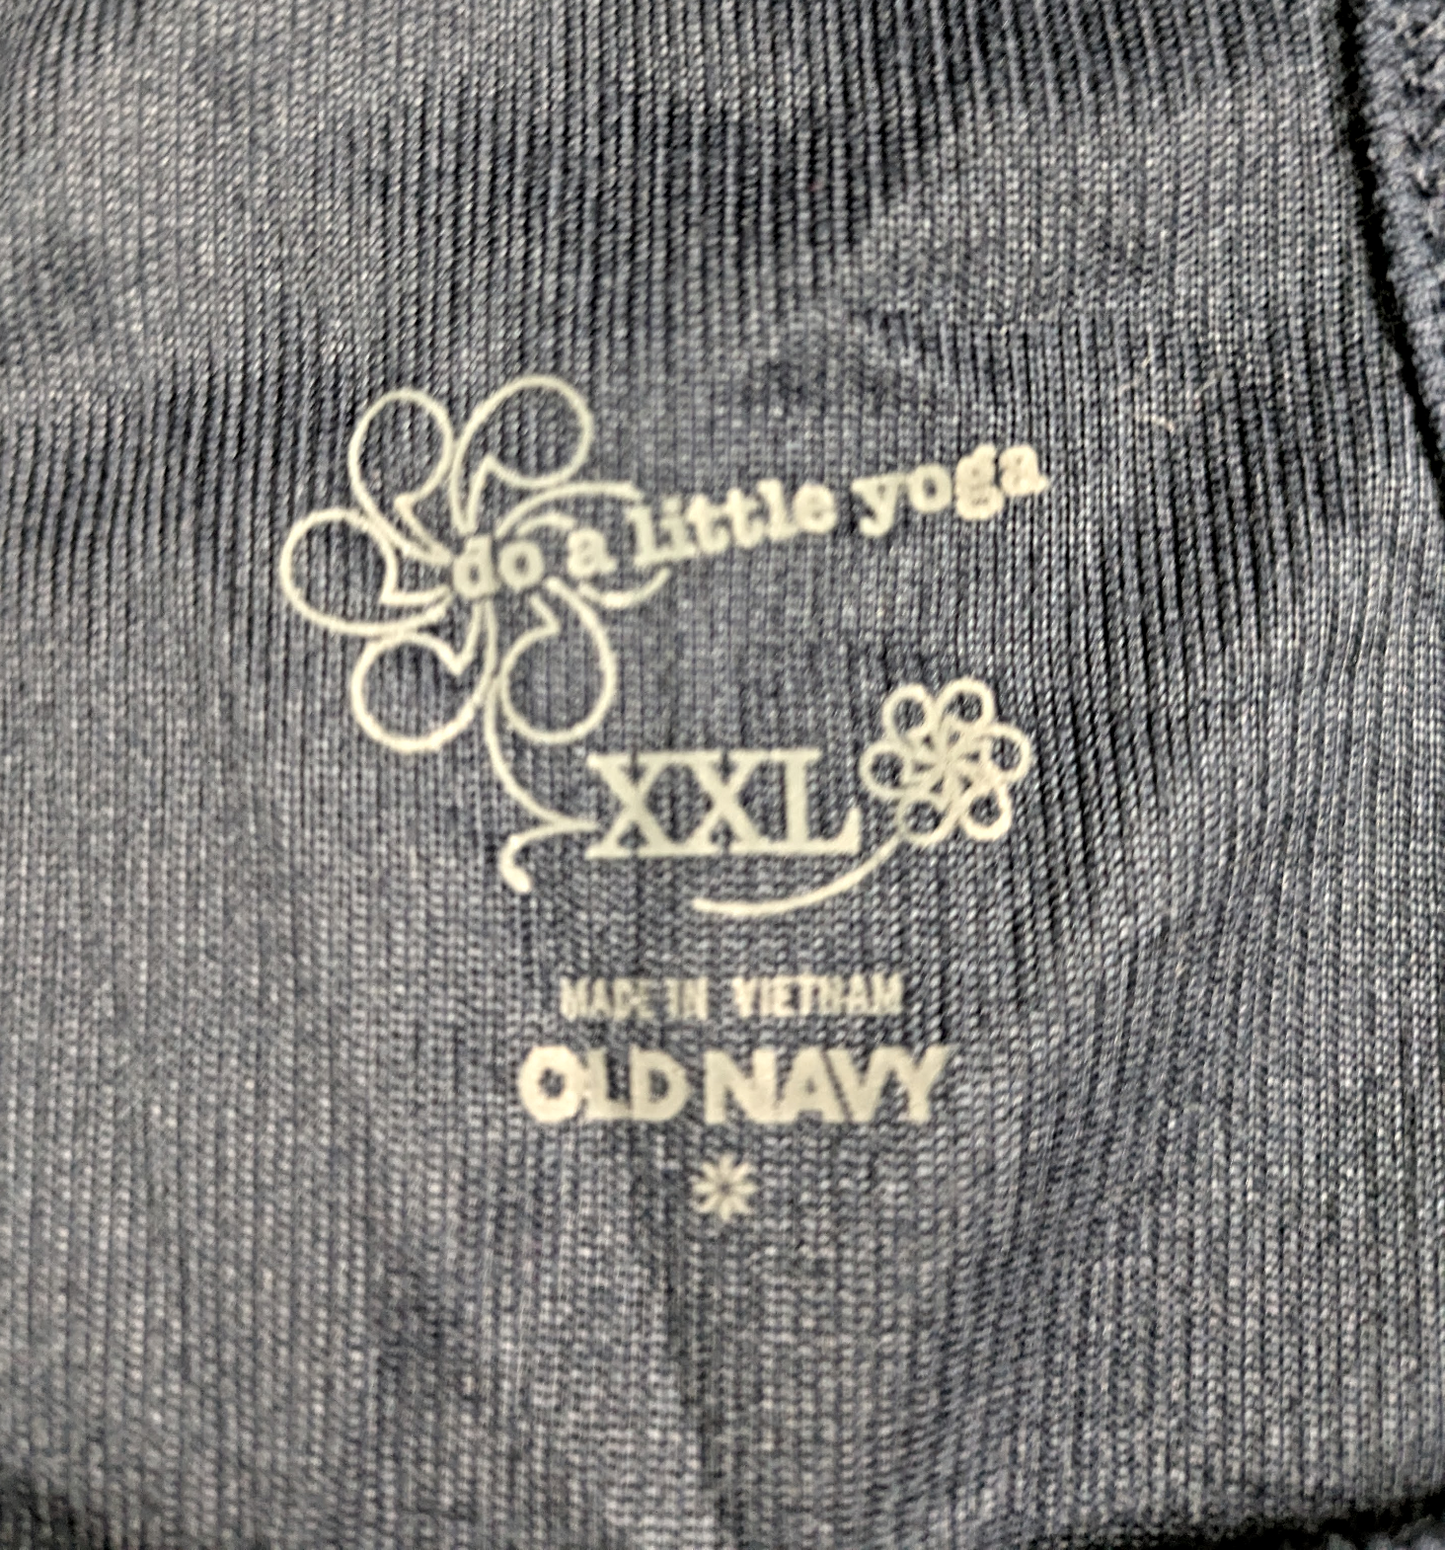 do a little yoga
XXL
MADE IN VIETNAM
OLD NAVY